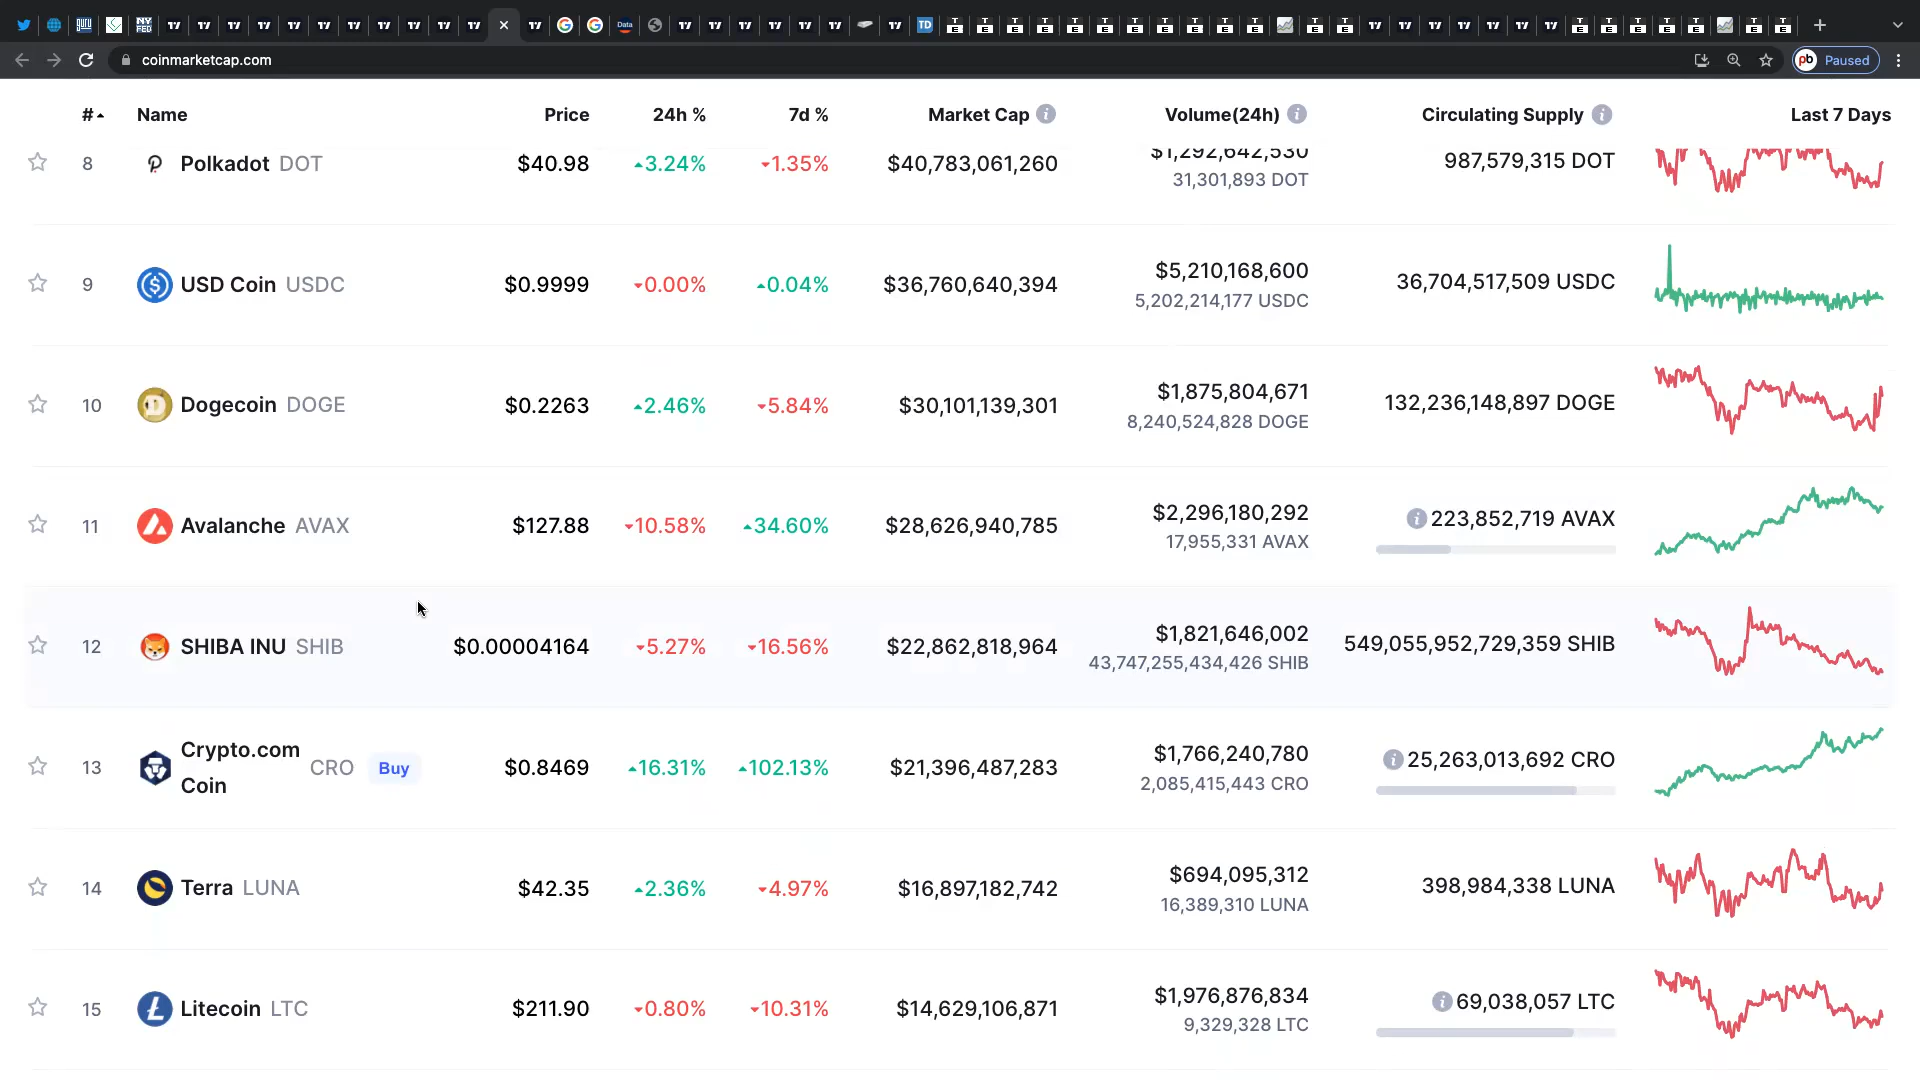 coinmarketcap.com
Paused
# Name Price 24h % 7d % Market Cap Volume(24h) Circulating Supply Last 7 Days
8 Polkadot DOT $40.98 3.24% 1.35% $40,783,061,260 $1,292,642,530 987,579,315 DOT
31,301,893 DOT
9 USD Coin USDC $0.9999 0.00% 0.04% $36,760,640,394 $5,210,168,600 36,704,517,509 USDC
5,202,214,177 USDC
10 Dogecoin DOGE $0.2263 2.46% 5.84% $30,101,139,301 $1,875,804,671 132,236,148,897 DOGE
8,240,524,828 DOGE
11 Avalanche AVAX $127.88 10.58% 34.60% $28,626,940,785 $2,296,180,292 223,852,719 AVAX
17,955,331 AVAX
12 SHIBA INU SHIB $0.00004164 5.27% 16.56% $22,862,818,964 $1,821,646,002 549,055,952,729,359 SHIB
43,747,255,434,426 SHIB
13 Crypto.com Coin CRO Buy $0.8469 16.31% 102.13% $21,396,487,283 $1,766,240,780 25,263,013,692 CRO
2,085,415,443 CRO
14 Terra LUNA $42.35 2.36% 4.97% $16,897,182,742 $694,095,312 398,984,338 LUNA
16,389,310 LUNA
15 Litecoin LTC $211.90 0.80% 10.31% $14,629,106,871 $1,976,876,834 69,038,057 LTC
9,329,328 LTC